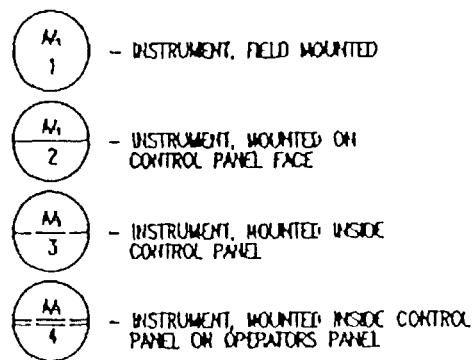 1
– INSTRUMENT, FIELD MOUNTED
2
– INSTRUMENT, MOUNTED ON
CONTROL PANEL FACE
3
– INSTRUMENT, MOUNTED INSIDE
CONTROL PANEL
4
– INSTRUMENT, MOUNTED INSIDE CONTROL
PANEL OR OPERATORS PANEL